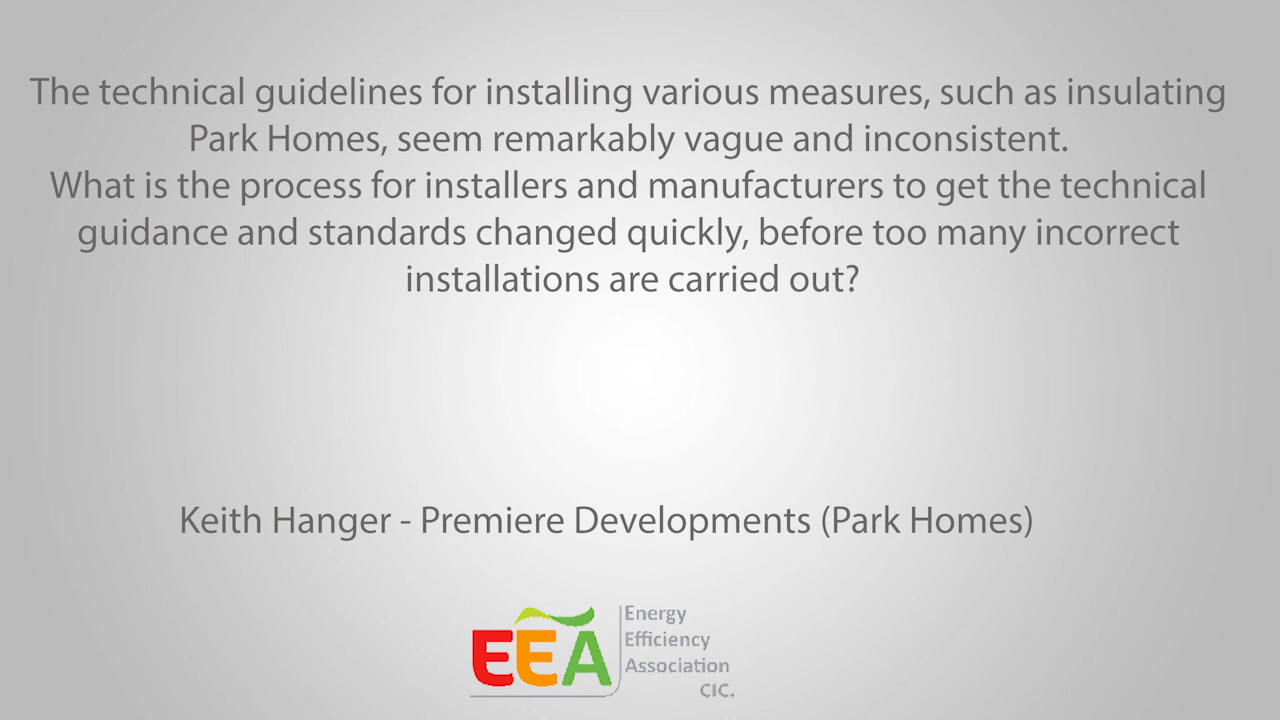 The technical guidelines for installing various measures, such as insulating
Park Homes, seem remarkably vague and inconsistent.
What is the process for installers and manufacturers to get the technical
guidance and standards changed quickly, before too many incorrect
installations are carried out?
Keith Hanger - Premiere Developments (Park Homes)
EEA
Energy
Efficiency
Association
CIC.